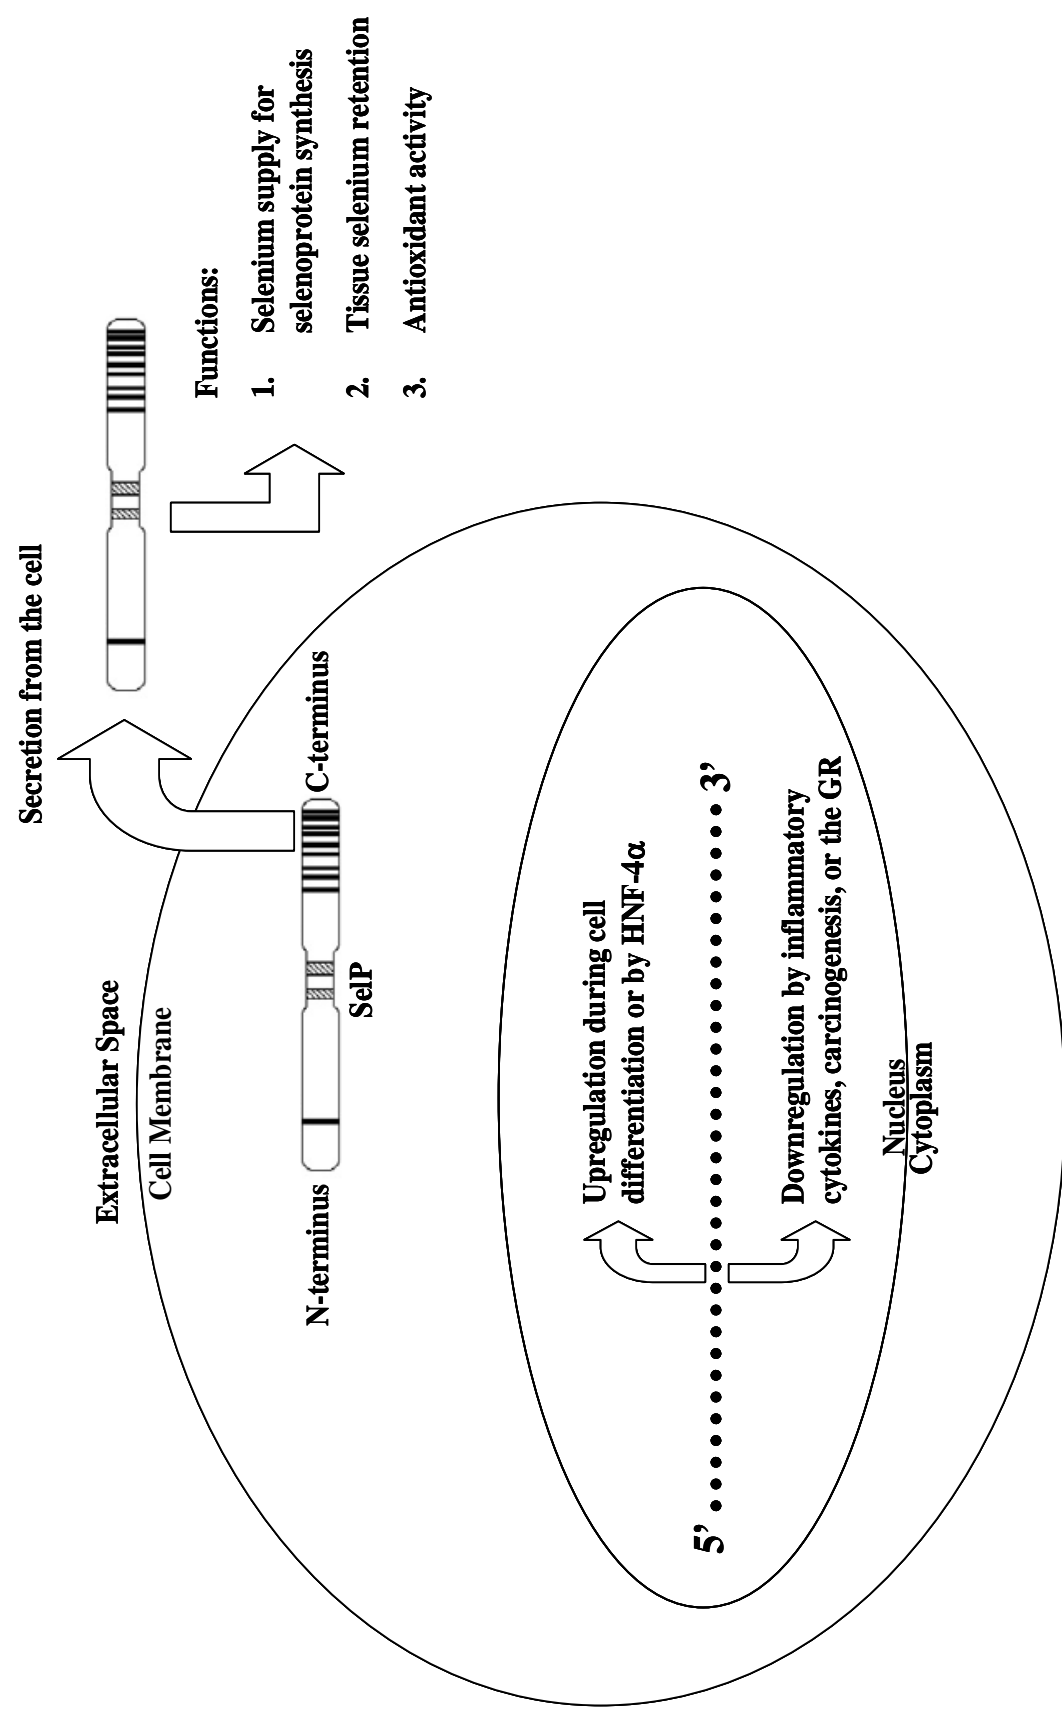 Secretion from the cell
Extracellular Space
Cell Membrane
N-terminus
C-terminus
SelP
Functions:
1. Selenium supply for
selenoprotein synthesis
2. Tissue selenium retention
3. Antioxidant activity
Upregulation during cell
differentiation or by HNF-4α
5’
3’
Downregulation by inflammatory
cytokines, carcinogenesis, or the GR
Nucleus
Cytoplasm